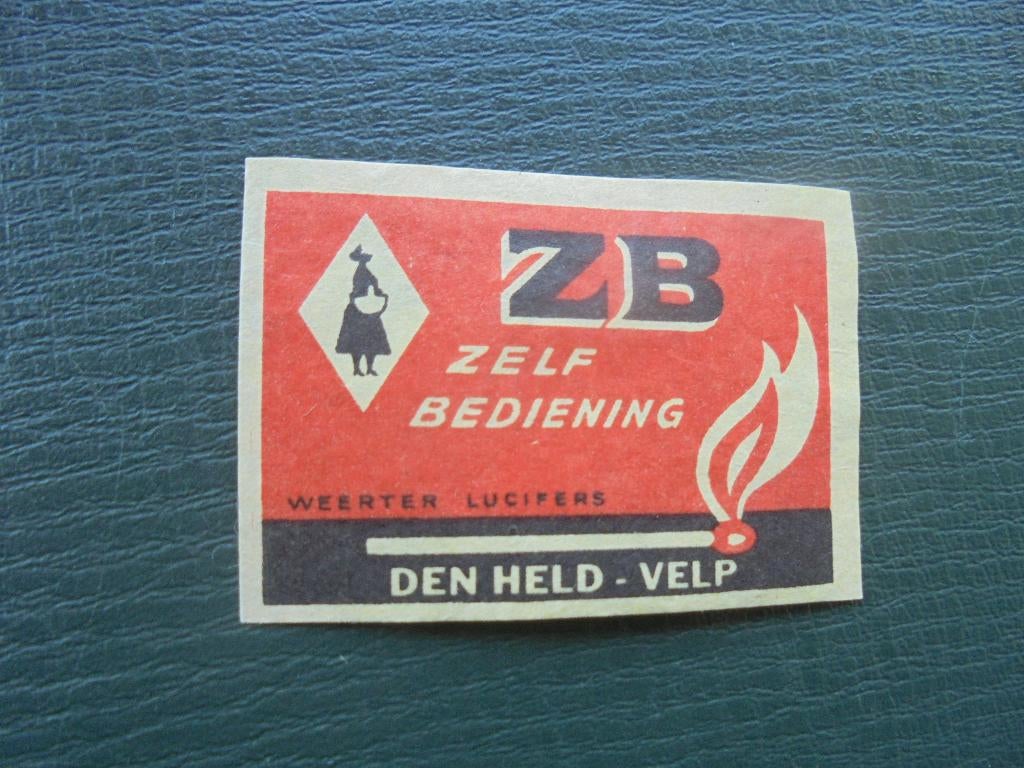 ZB
ZELF
BEDIENING
WEERTER LUCIFERS
DEN HELD - VELP